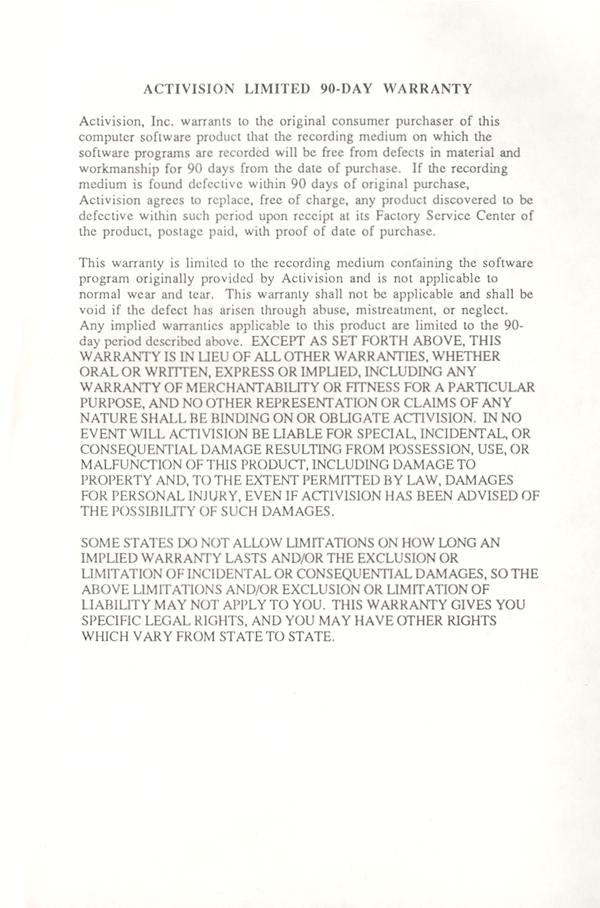 ACTIVISION LIMITED 90-DAY WARRANTY
Activision, Inc. warrants to the original consumer purchaser of this
computer software product that the recording medium on which the
software programs are recorded will be free from defects in material and
workmanship for 90 days from the date of purchase. If the recording
medium is found defective within 90 days of original purchase,
Activision agrees to replace, free of charge, any product discovered to be
defective within such period upon receipt at its Factory Service Center of
the product, postage paid, with proof of date of purchase.
This warranty is limited to the recording medium containing the software
program originally provided by Activision and is not applicable to
normal wear and tear. This warranty shall not be applicable and shall be
void if the defect has arisen through abuse, mistreatment, or neglect.
Any implied warranties applicable to this product are limited to the 90-
day period described above. EXCEPT AS SET FORTH ABOVE, THIS
WARRANTY IS IN LIEU OF ALL OTHER WARRANTIES, WHETHER
ORAL OR WRITTEN, EXPRESS OR IMPLIED, INCLUDING ANY
WARRANTY OF MERCHANTABILITY OR FITNESS FOR A PARTICULAR
PURPOSE, AND NO OTHER REPRESENTATION OR CLAIMS OF ANY
NATURE SHALL BE BINDING ON OR OBLIGATE ACTIVISION. IN NO
EVENT WILL ACTIVISION BE LIABLE FOR SPECIAL, INCIDENTAL, OR
CONSEQUENTIAL DAMAGE RESULTING FROM POSSESSION, USE, OR
MALFUNCTION OF THIS PRODUCT, INCLUDING DAMAGE TO
PROPERTY AND, TO THE EXTENT PERMITTED BY LAW, DAMAGES
FOR PERSONAL INJURY, EVEN IF ACTIVISION HAS BEEN ADVISED OF
THE POSSIBILITY OF SUCH DAMAGES.
SOME STATES DO NOT ALLOW LIMITATIONS ON HOW LONG AN
IMPLIED WARRANTY LASTS AND/OR THE EXCLUSION OR
LIMITATION OF INCIDENTAL OR CONSEQUENTIAL DAMAGES, SO THE
ABOVE LIMITATIONS AND/OR EXCLUSION OR LIMITATION OF
LIABILITY MAY NOT APPLY TO YOU. THIS WARRANTY GIVES YOU
SPECIFIC LEGAL RIGHTS, AND YOU MAY HAVE OTHER RIGHTS
WHICH VARY FROM STATE TO STATE.